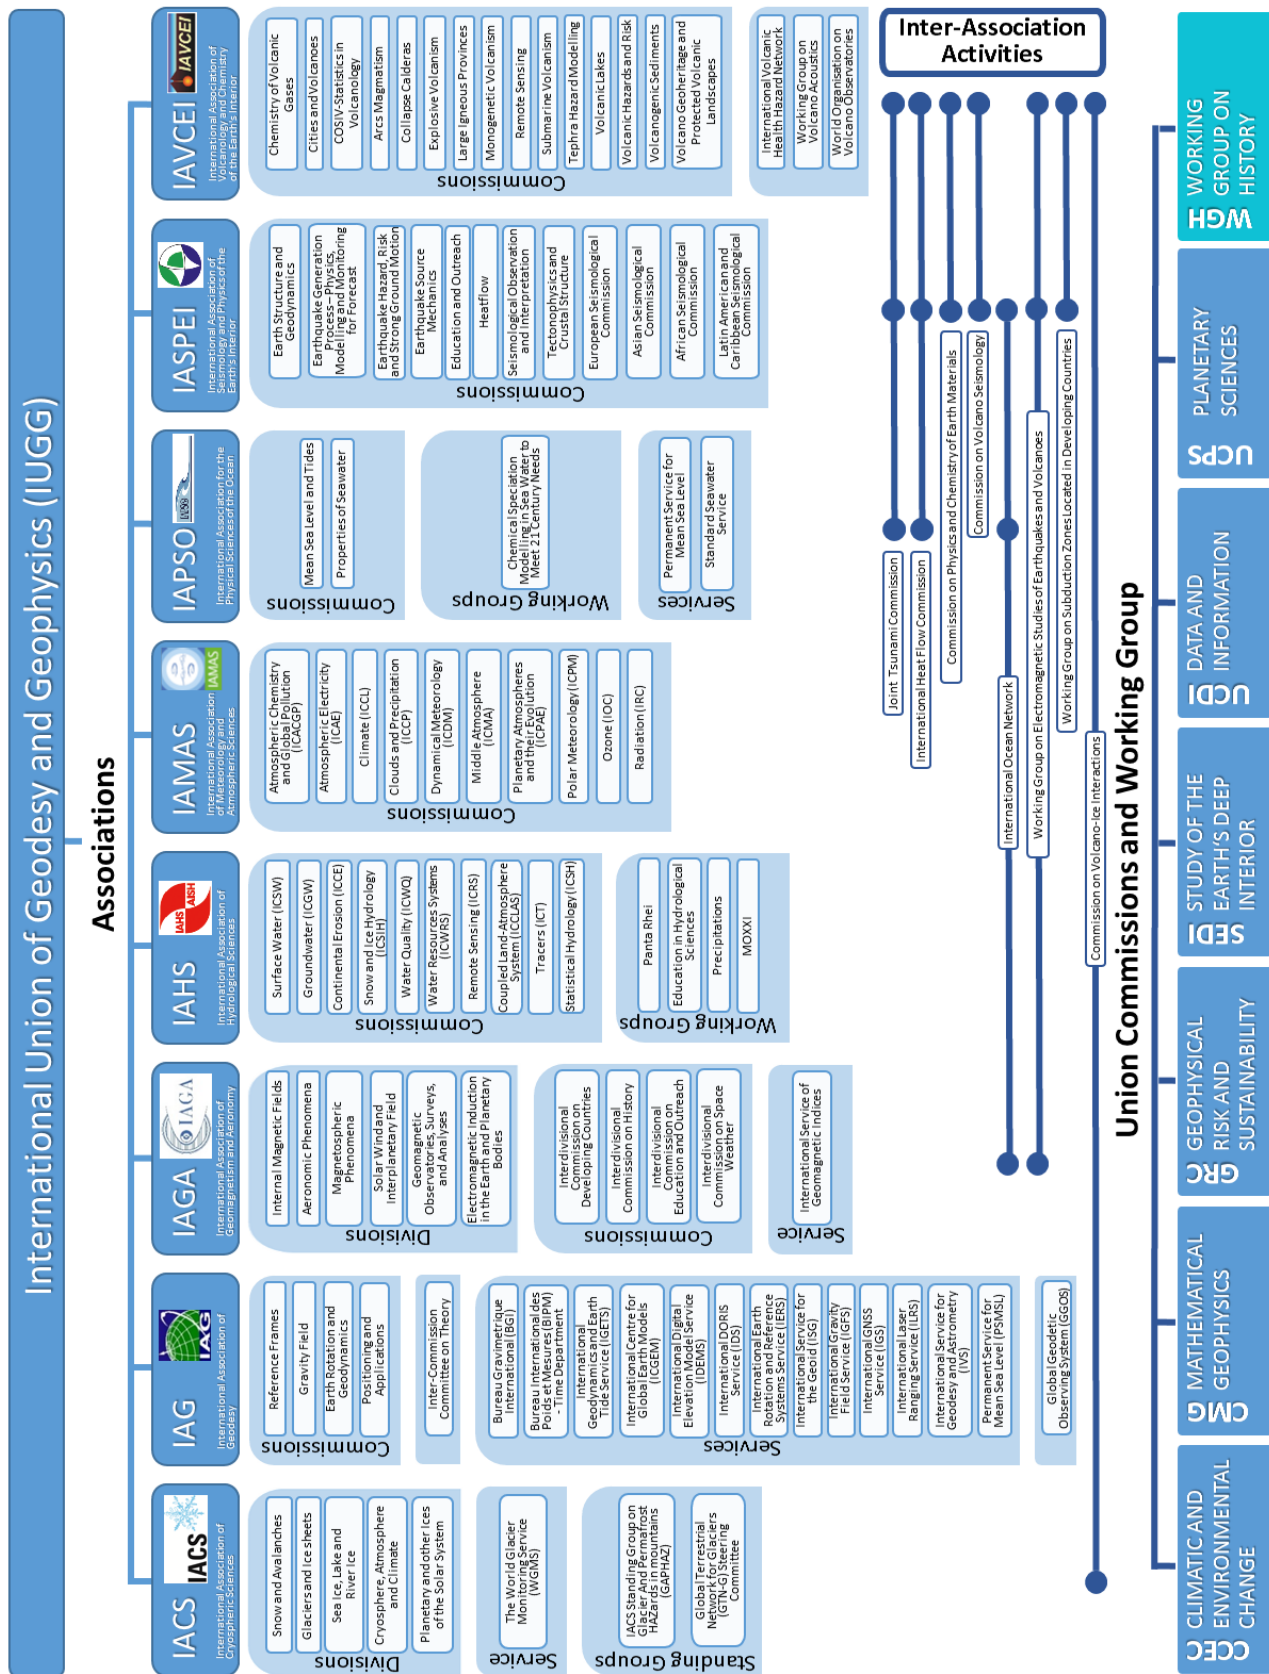 International Union of Geodesy and Geophysics (IUGG)
Associations
IACS
IACS
International Association of
Cryospheric Sciences
Divisions
Snow and Avalanches
Glaciers and Ice sheets
Sea Ice, Lake and
River Ice
Cryosphere, Atmosphere
and Climate
Planetary and other Ices
of the Solar System
Service
The World Glacier
Monitoring Service
(WGMS)
Standing Groups
IACS Standing Group on
Glacier And Permafrost
HAZards in mountains
(GAPHAZ)
Global Terrestrial
Network for Glaciers
(GTN-G) Steering
Committee
IAG
IAG
International Association of
Geodesy
Commissions
Reference Frames
Gravity Field
Earth Rotation and
Geodynamics
Positioning and
Applications
Inter-Commission
Committee on Theory
Services
Bureau Gravimetrique
International (BGI)
Bureau International des
Poids et Mesures (BIPM)
- Time Department
International
Geodynamics and Earth
Tide Service (IGETS)
International Centre for
Global Earth Models
(ICGEM)
International Digital
Elevation Model Service
(IDEMS)
International DORIS
Service (IDS)
International Earth
Rotation and Reference
Systems Service (IERS)
International Service for
the Geoid (ISG)
International Gravity
Field Service (IGFS)
International GNSS
Service (IGS)
International Laser
Ranging Service (ILRS)
International Service for
Geodesy and Astrometry
(IVS)
Permanent Service for
Mean Sea Level (PSMSL)
Global Geodetic
Observing System (GGOS)
IAGA
IAGA
International Association of
Geomagnetism and Aeronomy
Divisions
Internal Magnetic Fields
Aeronomic Phenomena
Magnetospheric
Phenomena
Solar Wind and
Interplanetary Field
Geomagnetic
Observatories, Surveys,
and Analyses
Electromagnetic Induction
in the Earth and Planetary
Bodies
Commissions
Interdivisional
Commission on
Developing Countries
Interdivisional
Commission on History
Interdivisional
Commission on
Education and Outreach
Interdivisional
Commission on Space
Weather
Service
International Service of
Geomagnetic Indices
IAHS
IAHS
AISH
International Association of
Hydrological Sciences
Commissions
Surface Water (ICSW)
Groundwater (ICGW)
Continental Erosion (ICCE)
Snow and Ice Hydrology
(ICSIH)
Water Quality (ICWQ)
Water Resources Systems
(ICWRS)
Remote Sensing (ICRS)
Coupled Land-Atmosphere
System (ICCLAS)
Tracers (ICT)
Statistical Hydrology (ICSH)
Working Groups
Panta Rhei
Education in Hydrological
Sciences
Precipitations
MOXXI
IAMAS
IAMAS
International Association
of Meteorology and
Atmospheric Sciences
Commissions
Atmospheric Chemistry
and Global Pollution
(ICACGP)
Atmospheric Electricity
(ICAE)
Climate (ICCL)
Clouds and Precipitation
(ICCP)
Dynamical Meteorology
(ICDM)
Middle Atmosphere
(ICMA)
Planetary Atmospheres
and their Evolution
(ICPAE)
Polar Meteorology (ICPM)
Ozone (IOC)
Radiation (IRC)
IAPSO
IAPSO
International Association for the
Physical Sciences of the Ocean
Commissions
Mean Sea Level and Tides
Properties of Seawater
Working Groups
Chemical Speciation
Modelling in Sea Water to
Meet 21 Century Needs
Services
Permanent Service for
Mean Sea Level
Standard Seawater
Service
IASPEI
International Association of
Seismology and Physics of the
Earth's Interior
Commissions
Earth Structure and
Geodynamics
Earthquake Generation
Process – Physics,
Modelling and Monitoring
for Forecast
Earthquake Hazard, Risk
and Strong Ground Motion
Earthquake Source
Mechanics
Education and Outreach
Heatflow
Seismological Observation
and Interpretation
Tectonophysics and
Crustal Structure
European Seismological
Commission
Asian Seismological
Commission
African Seismological
Commission
Latin American and
Caribbean Seismological
Commission
IAVCEI
IAVCEI
International Association of
Volcanology and Chemistry
of the Earth's Interior
Commissions
Chemistry of Volcanic
Gases
Cities and Volcanoes
COSIV-Statistics in
Volcanology
Arcs Magmatism
Collapse Calderas
Explosive Volcanism
Large Igneous Provinces
Monogenetic Volcanism
Remote Sensing
Submarine Volcanism
Tephra Hazard Modelling
Volcanic Lakes
Volcanic Hazards and Risk
Volcanogenic Sediments
Volcano Geoheritage and
Protected Volcanic
Landscapes
International Volcanic
Health Hazard Network
Working Group on
Volcano Acoustics
World Organisation on
Volcano Observatories
Inter-Association
Activities
Joint Tsunami Commission
International Heat Flow Commission
Commission on Physics and Chemistry of Earth Materials
Commission on Volcano Seismology
International Ocean Network
Working Group on Electromagnetic Studies of Earthquakes and Volcanoes
Working Group on Subduction Zones Located in Developing Countries
Commission on Volcano-Ice Interactions
Union Commissions and Working Group
CCEC
CLIMATIC AND
ENVIRONMENTAL
CHANGE
CMG
MATHEMATICAL
GEOPHYSICS
GRC
GEOPHYSICAL
RISK AND
SUSTAINABILITY
SEDI
STUDY OF THE
EARTH'S DEEP
INTERIOR
UCDI
DATA AND
INFORMATION
UCPS
PLANETARY
SCIENCES
WGH
WORKING
GROUP ON
HISTORY